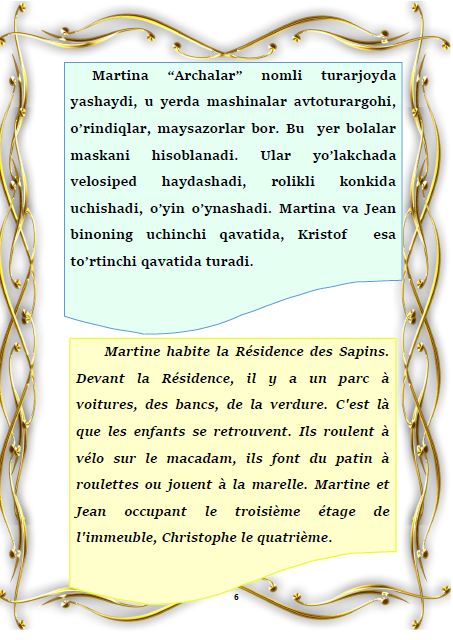 Martina “Archalar” nomli turarjoyda
yashaydi, u yerda mashinalar avtoturargohi,
o’rindiqlar, maysazorlar bor. Bu yer bolalar
maskani hisoblanadi. Ular yo’lakchada
velosiped haydashadi, rolikli konkida
uchishadi, o’yin o’ynashadi. Martina va Jean
binoning uchinchi qavatida, Kristof esa
to’rtinchi qavatida turadi.
Martine habite la Résidence des Sapins.
Devant la Résidence, il y a un parc à
voitures, des bancs, de la verdure. C'est là
que les enfants se retrouvent. Ils roulent à
vélo sur le macadam, ils font du patin à
roulettes ou jouent à la marelle. Martine et
Jean occupant le troisième étage de
l'immeuble, Christophe le quatrième.
6